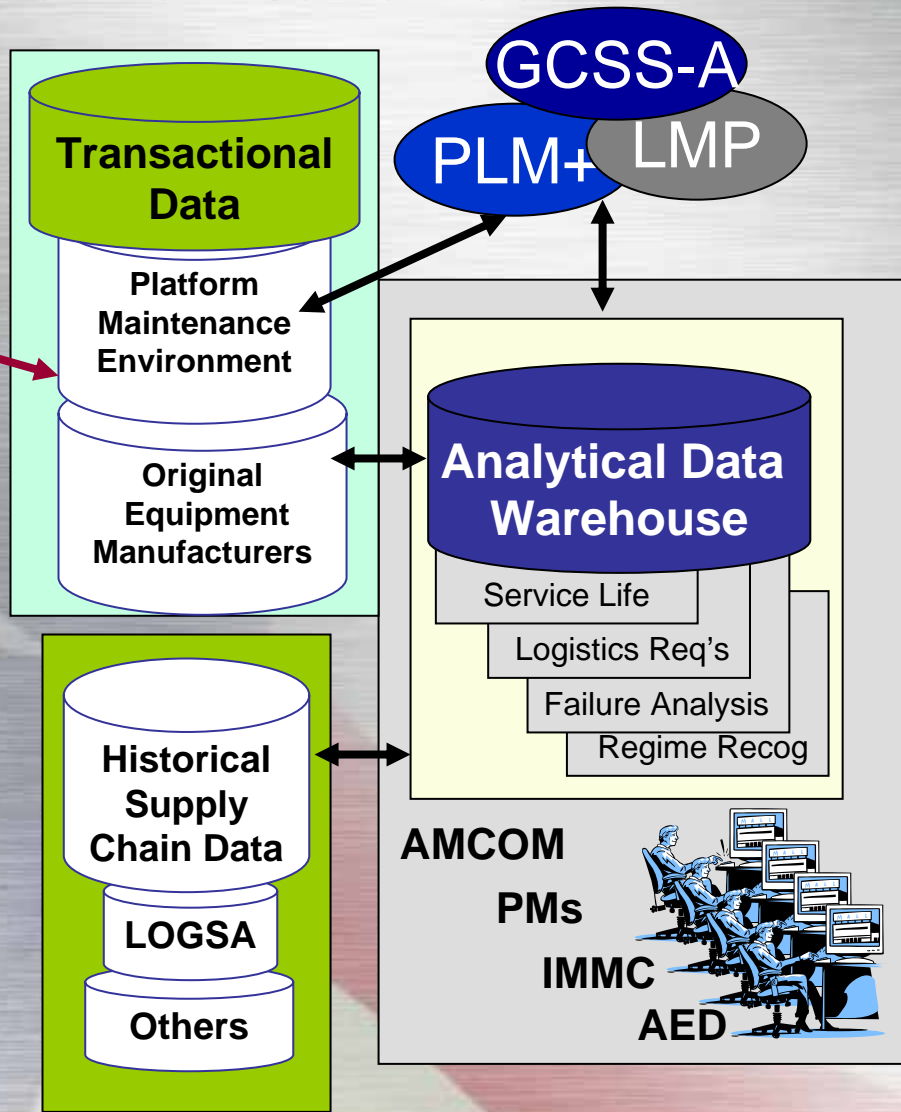 GCSS-A
PLM+
LMP
Transactional
Data
Platform
Maintenance
Environment
Original
Equipment
Manufacturers
Analytical Data
Warehouse
Service Life
Logistics Req's
Failure Analysis
Regime Recog
Historical
Supply
Chain Data
LOGSA
Others
AMCOM
PMs
IMMC
AED